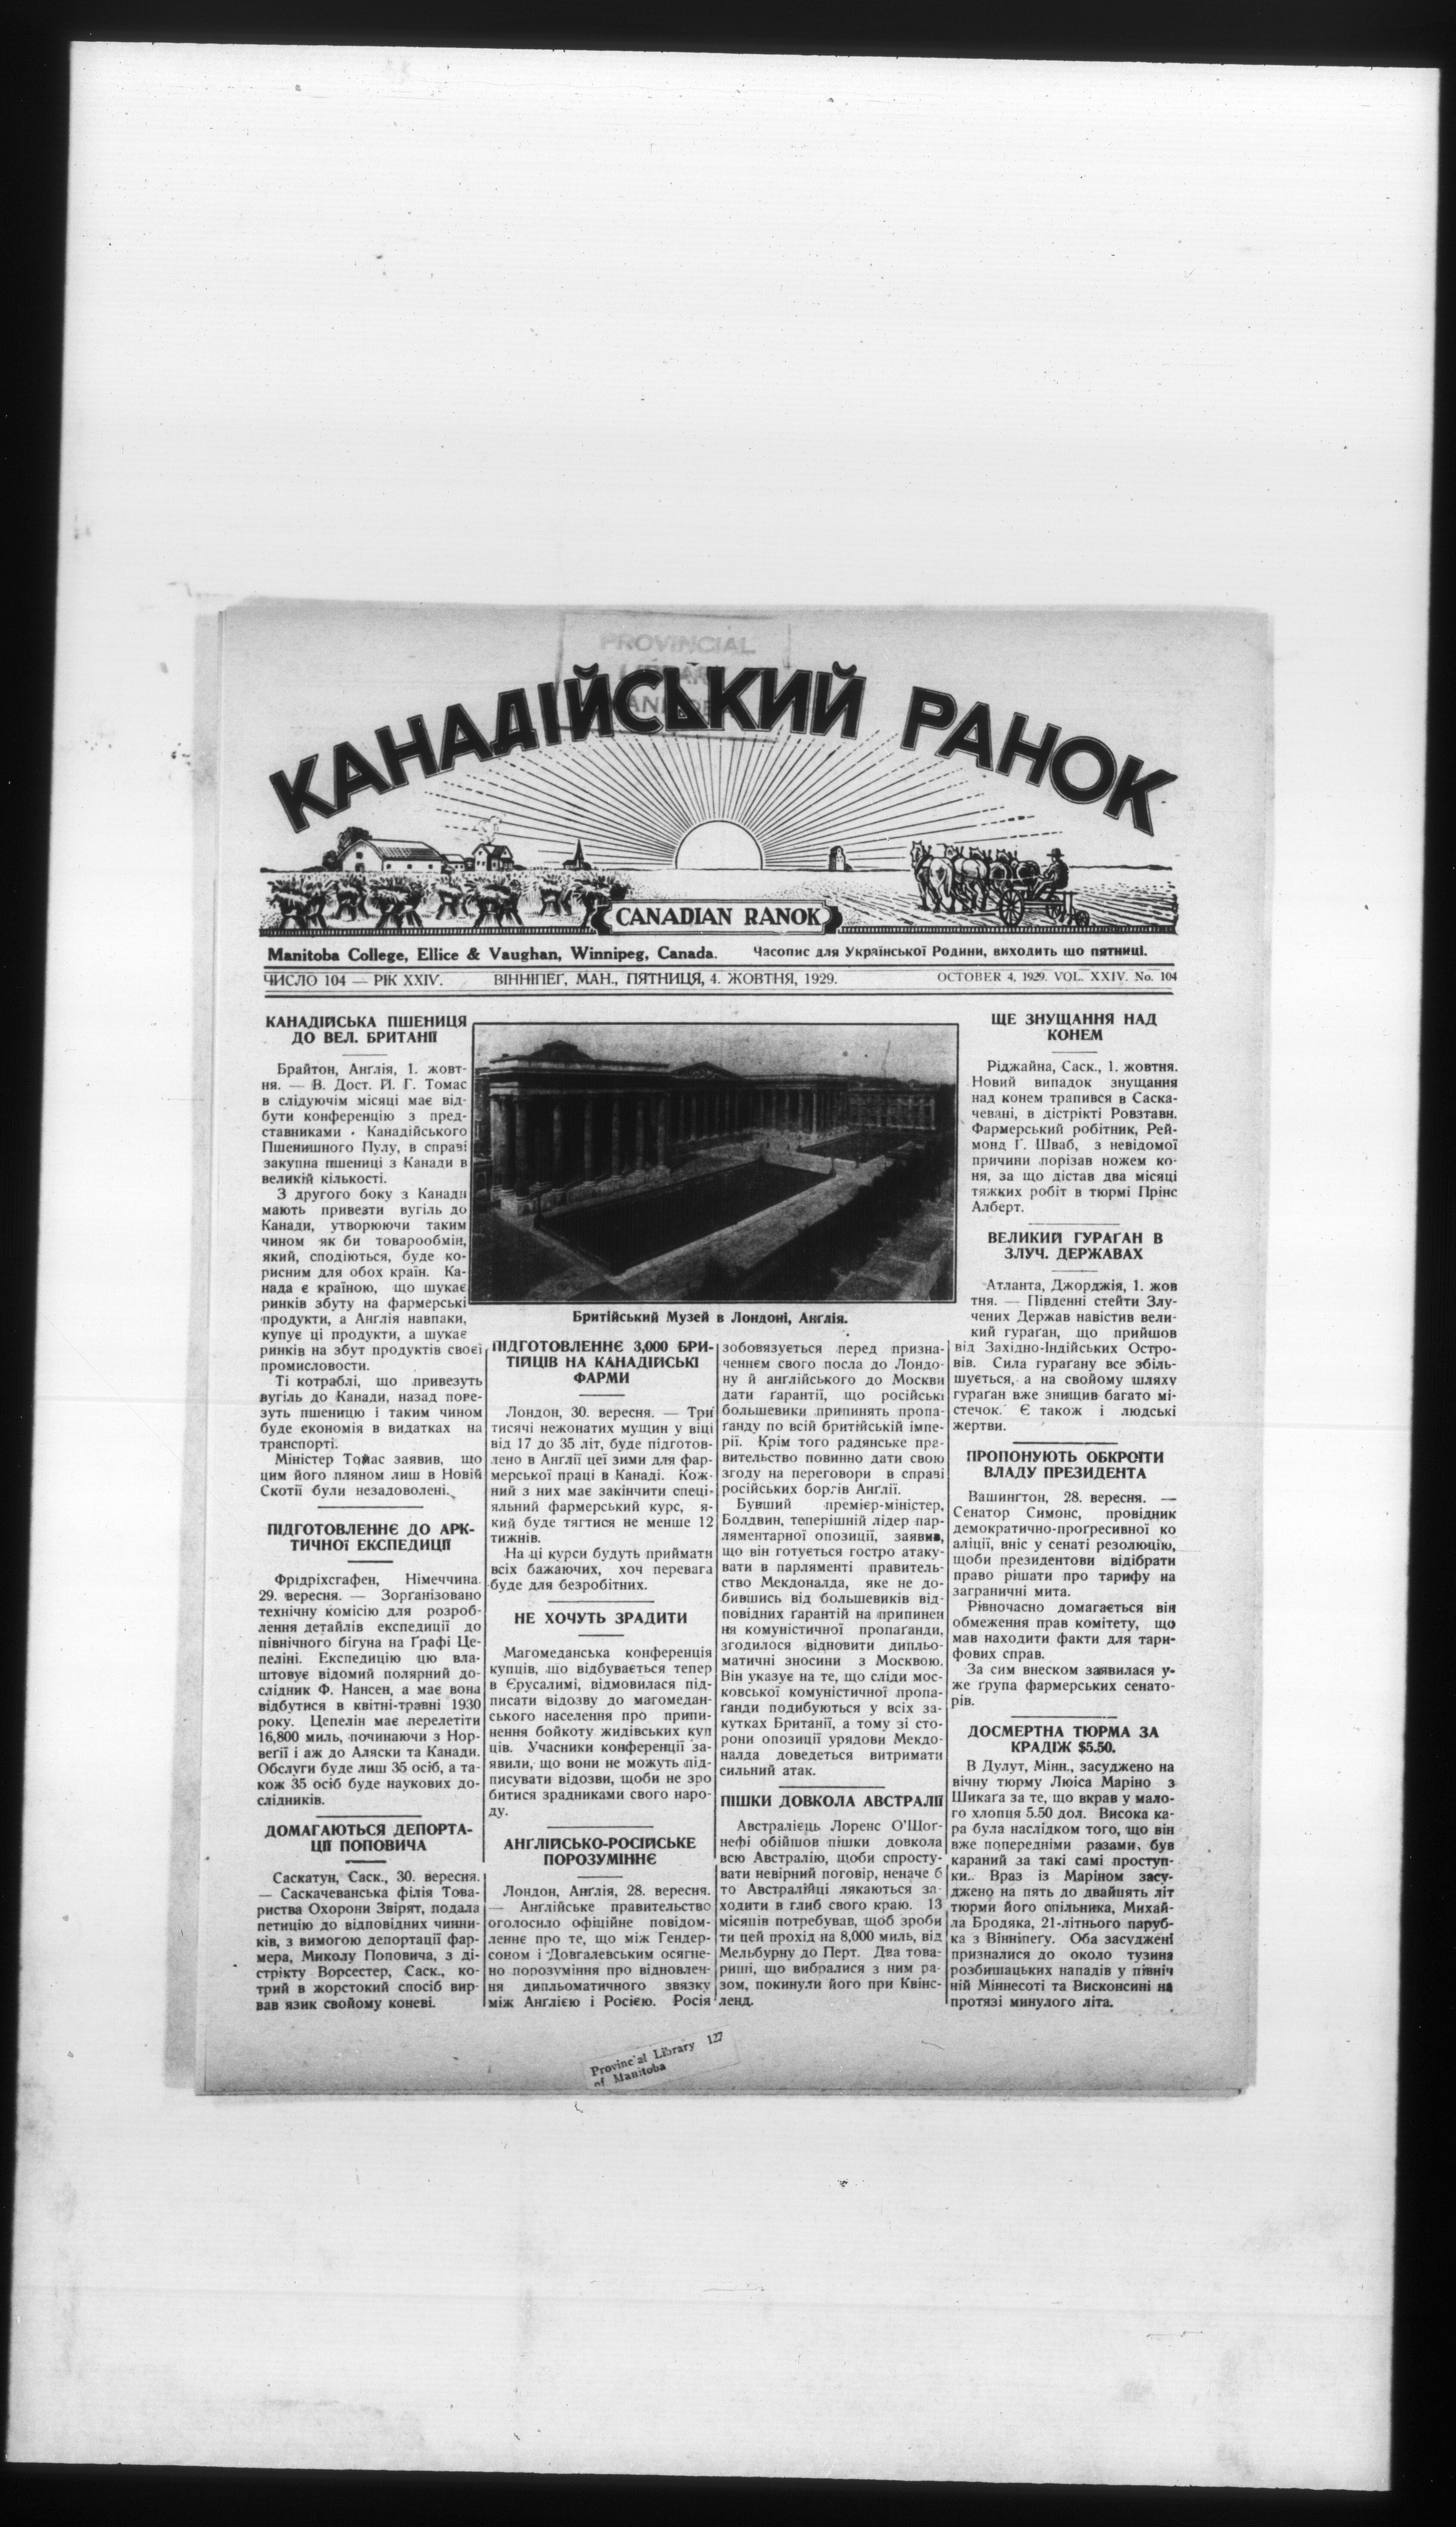 PROVINCIAL
КАНАДІЙСЬКИЙ РАНОК
CANADIAN RANOK
Manitoba College, Ellice & Vaughan, Winnipeg, Canada. Часопис для Української Родини, виходить що пятниці.
ЧИСЛО 104 — РІК XXIV. ВІННІПЕҐ, МАН., ПЯТНИЦЯ, 4. ЖОВТНЯ, 1929. OCTOBER 4, 1929. VOL. XXIV. No. 104
КАНАДІЙСЬКА ПШЕНИЦЯ
ДО ВЕЛ. БРИТАНІЇ
Брайтон, Англія, 1. жовт-
ня. — В. Дост. Й. Г. Томас
в слідуючім місяці має від-
бути конференцію з пред-
ставниками Канадійського
Пшенишного Пулу, в справі
закупна пшениці з Канади в
великій кількості.
З другого боку з Канади
мають привезти вугіль до
Канади, утворюючи таким
чином як би товарообмін,
який, сподіються, буде ко-
рисним для обох країн. Ка-
нада є країною, що шукає
ринків збуту на фармерські
продукти, а Англія навпаки,
купує ці продукти, а шукає
ринків на збут продуктів своєї
промисловости.
Ті котраблі, що привезуть
вугіль до Канади, назад пове-
зуть пшеницю і таким чином
буде економія в видатках на
транспорті.
Міністер Томас заявив, що
цим його пляном лиш в Новій
Скотії були незадоволені.
ПІДГОТОВЛЕННЄ ДО АРК-
ТИЧНОЇ ЕКСПЕДИЦІЇ
Фрідріхсгафен, Німеччина.
29. вересня. — Зорґанізовано
технічну комісію для розроб-
лення детайлів експедиції до
північного бігуна на Ґрафі Це-
пеліні. Експедицію цю вла-
штовує відомий полярний до-
слідник Ф. Нансен, а має вона
відбутися в квітні-травні 1930
року. Цепелін має перелетіти
16,800 миль, починаючи з Нор-
вегії і аж до Аляски та Канади.
Обслуги буде лиш 35 осіб, а та-
кож 35 осіб буде наукових до-
слідників.
ДОМАГАЮТЬСЯ ДЕПОРТА-
ЦІЇ ПОПОВИЧА
Саскатун, Саск., 30. вересня.
— Саскачеванська філія Това-
риства Охорони Звірят, подала
петицію до відповідних чинни-
ків, з вимогою депортації фар-
мера, Миколу Поповича, з ді-
стрікту Ворсестер, Саск., ко-
трий в жорстокий спосіб вир-
вав язик свойому коневі.
Бритійський Музей в Лондоні, Англія.
ПІДГОТОВЛЕННЄ 3,000 БРИ-
ТІЙЦІВ НА КАНАДІЙСЬКІ
ФАРМИ
Лондон, 30. вересня. — Три
тисячі нежонатих мущин у віці
від 17 до 35 літ, буде підготов-
лено в Англії цеї зими для фар-
мерської праці в Канаді. Кож-
ний з них має закінчити спеці-
яльний фармерський курс, я-
кий буде тягтися не менше 12
тижнів.
На ці курси будуть приймати
всіх бажаючих, хоч перевага
буде для безробітних.
НЕ ХОЧУТЬ ЗРАДИТИ
Магомеданська конференція
купців, що відбувається тепер
в Єрусалимі, відмовилася під-
писати відозву до магомедан-
ського населення про припи-
нення бойкоту жидівських куп
ців. Учасники конференції за-
явили, що вони не можуть під-
писувати відозви, щоби не зро
битися зрадниками свого наро-
ду.
АНҐЛІЙСЬКО-РОСІЙСЬКЕ
ПОРОЗУМІННЄ
Лондон, Англія, 28. вересня.
— Англійське правительство
оголосило офіційне повідом-
леннє про те, що між Гендер-
соном і Довгалевським осягне-
но порозуміння про відновлен-
ня дипльоматичного звязку
між Англією і Росією. Росія
зобовязується перед призна-
ченнєм свого посла до Лондо-
ну й англійського до Москви
дати ґарантії, що російські
большевики припинять пропа-
ґанду по всій бритійській імпе-
рії. Крім того радянське пра-
вительство повинно дати свою
згоду на переговори в справі
російських боргів Англії.
Бувший премієр-міністер,
Болдвин, теперішній лідер пар-
ляментарної опозиції, заявив,
що він готується гостро атаку-
вати в парляменті правитель-
ство Мекдоналда, яке не до-
бившись від большевиків від-
повідних ґарантій на припинен
ня комуністичної пропаґанди,
згодилося відновити дипльо-
матичні зносини з Москвою.
Він указує на те, що сліди мос-
ковської комуністичної пропа-
ґанди подибуються у всіх за-
кутках Британії, а тому зі сто-
рони опозиції урядови Мекдо-
налда доведеться витримати
сильний атак.
ПІШКИ ДОВКОЛА АВСТРАЛІЇ
Австралієць Лоренс О'Шоґ-
нефі обійшов пішки довкола
всю Австралію, щоби спросту-
вати невірний поговір, неначе б
то Австралійці лякаються за-
ходити в глиб свого краю. 13
місяців потребував, щоб зроби
ти цей прохід на 8,000 миль, від
Мельбурну до Перт. Два това-
риші, що вибралися з ним ра-
зом, покинули його при Квінс-
ленд.
ЩЕ ЗНУЩАННЯ НАД
КОНЕМ
Ріджайна, Саск., 1. жовтня.
Новий випадок знущання
над конем трапився в Саска-
чевані, в дістрікті Ровзтавн.
Фармерський робітник, Рей-
монд Г. Шваб, з невідомої
причини порізав ножем ко-
ня, за що дістав два місяці
тяжких робіт в тюрмі Прінс
Алберт.
ВЕЛИКИЙ ГУРАҐАН В
ЗЛУЧ. ДЕРЖАВАХ
Атланта, Джорджія, 1. жов
тня. — Південні стейти Злу-
чених Держав навістив вели-
кий гураґан, що прийшов
від Західно-Індійських Остро-
вів. Сила гураґану все збіль-
шується, а на свойому шляху
гураґан вже знищив багато мі-
стечок. Є також і людські
жертви.
ПРОПОНУЮТЬ ОБКРОЇТИ
ВЛАДУ ПРЕЗИДЕНТА
Вашингтон, 28. вересня. —
Сенатор Симонс, провідник
демократично-прогресивної ко
аліції, вніс у сенаті резолюцію,
щоби президентови відібрати
право рішати про тарифу на
заграничні мита.
Рівночасно домагається він
обмеження прав комітету, що
мав находити факти для тари-
фових справ.
За сим внеском заявилася у-
же ґрупа фармерських сенато-
рів.
ДОСМЕРТНА ТЮРМА ЗА
КРАДІЖ $5.50.
В Дулут, Мінн., засуджено на
вічну тюрму Люіса Маріно з
Шикаґа за те, що вкрав у мало-
го хлопця 5.50 дол. Висока ка-
ра була наслідком того, що він
вже попередніми разами, був
караний за такі самі проступ-
ки. Враз із Маріном засу-
джено на пять до двайцять літ
тюрми його спільника, Михай-
ла Бродяка, 21-літнього паруб-
ка з Вінніпеґу. Оба засуджені
призналися до около тузина
розбишацьких нападів у північ
ній Міннесоті та Висконсині на
протязі минулого літа.
Provincial Library 127
of Manitoba